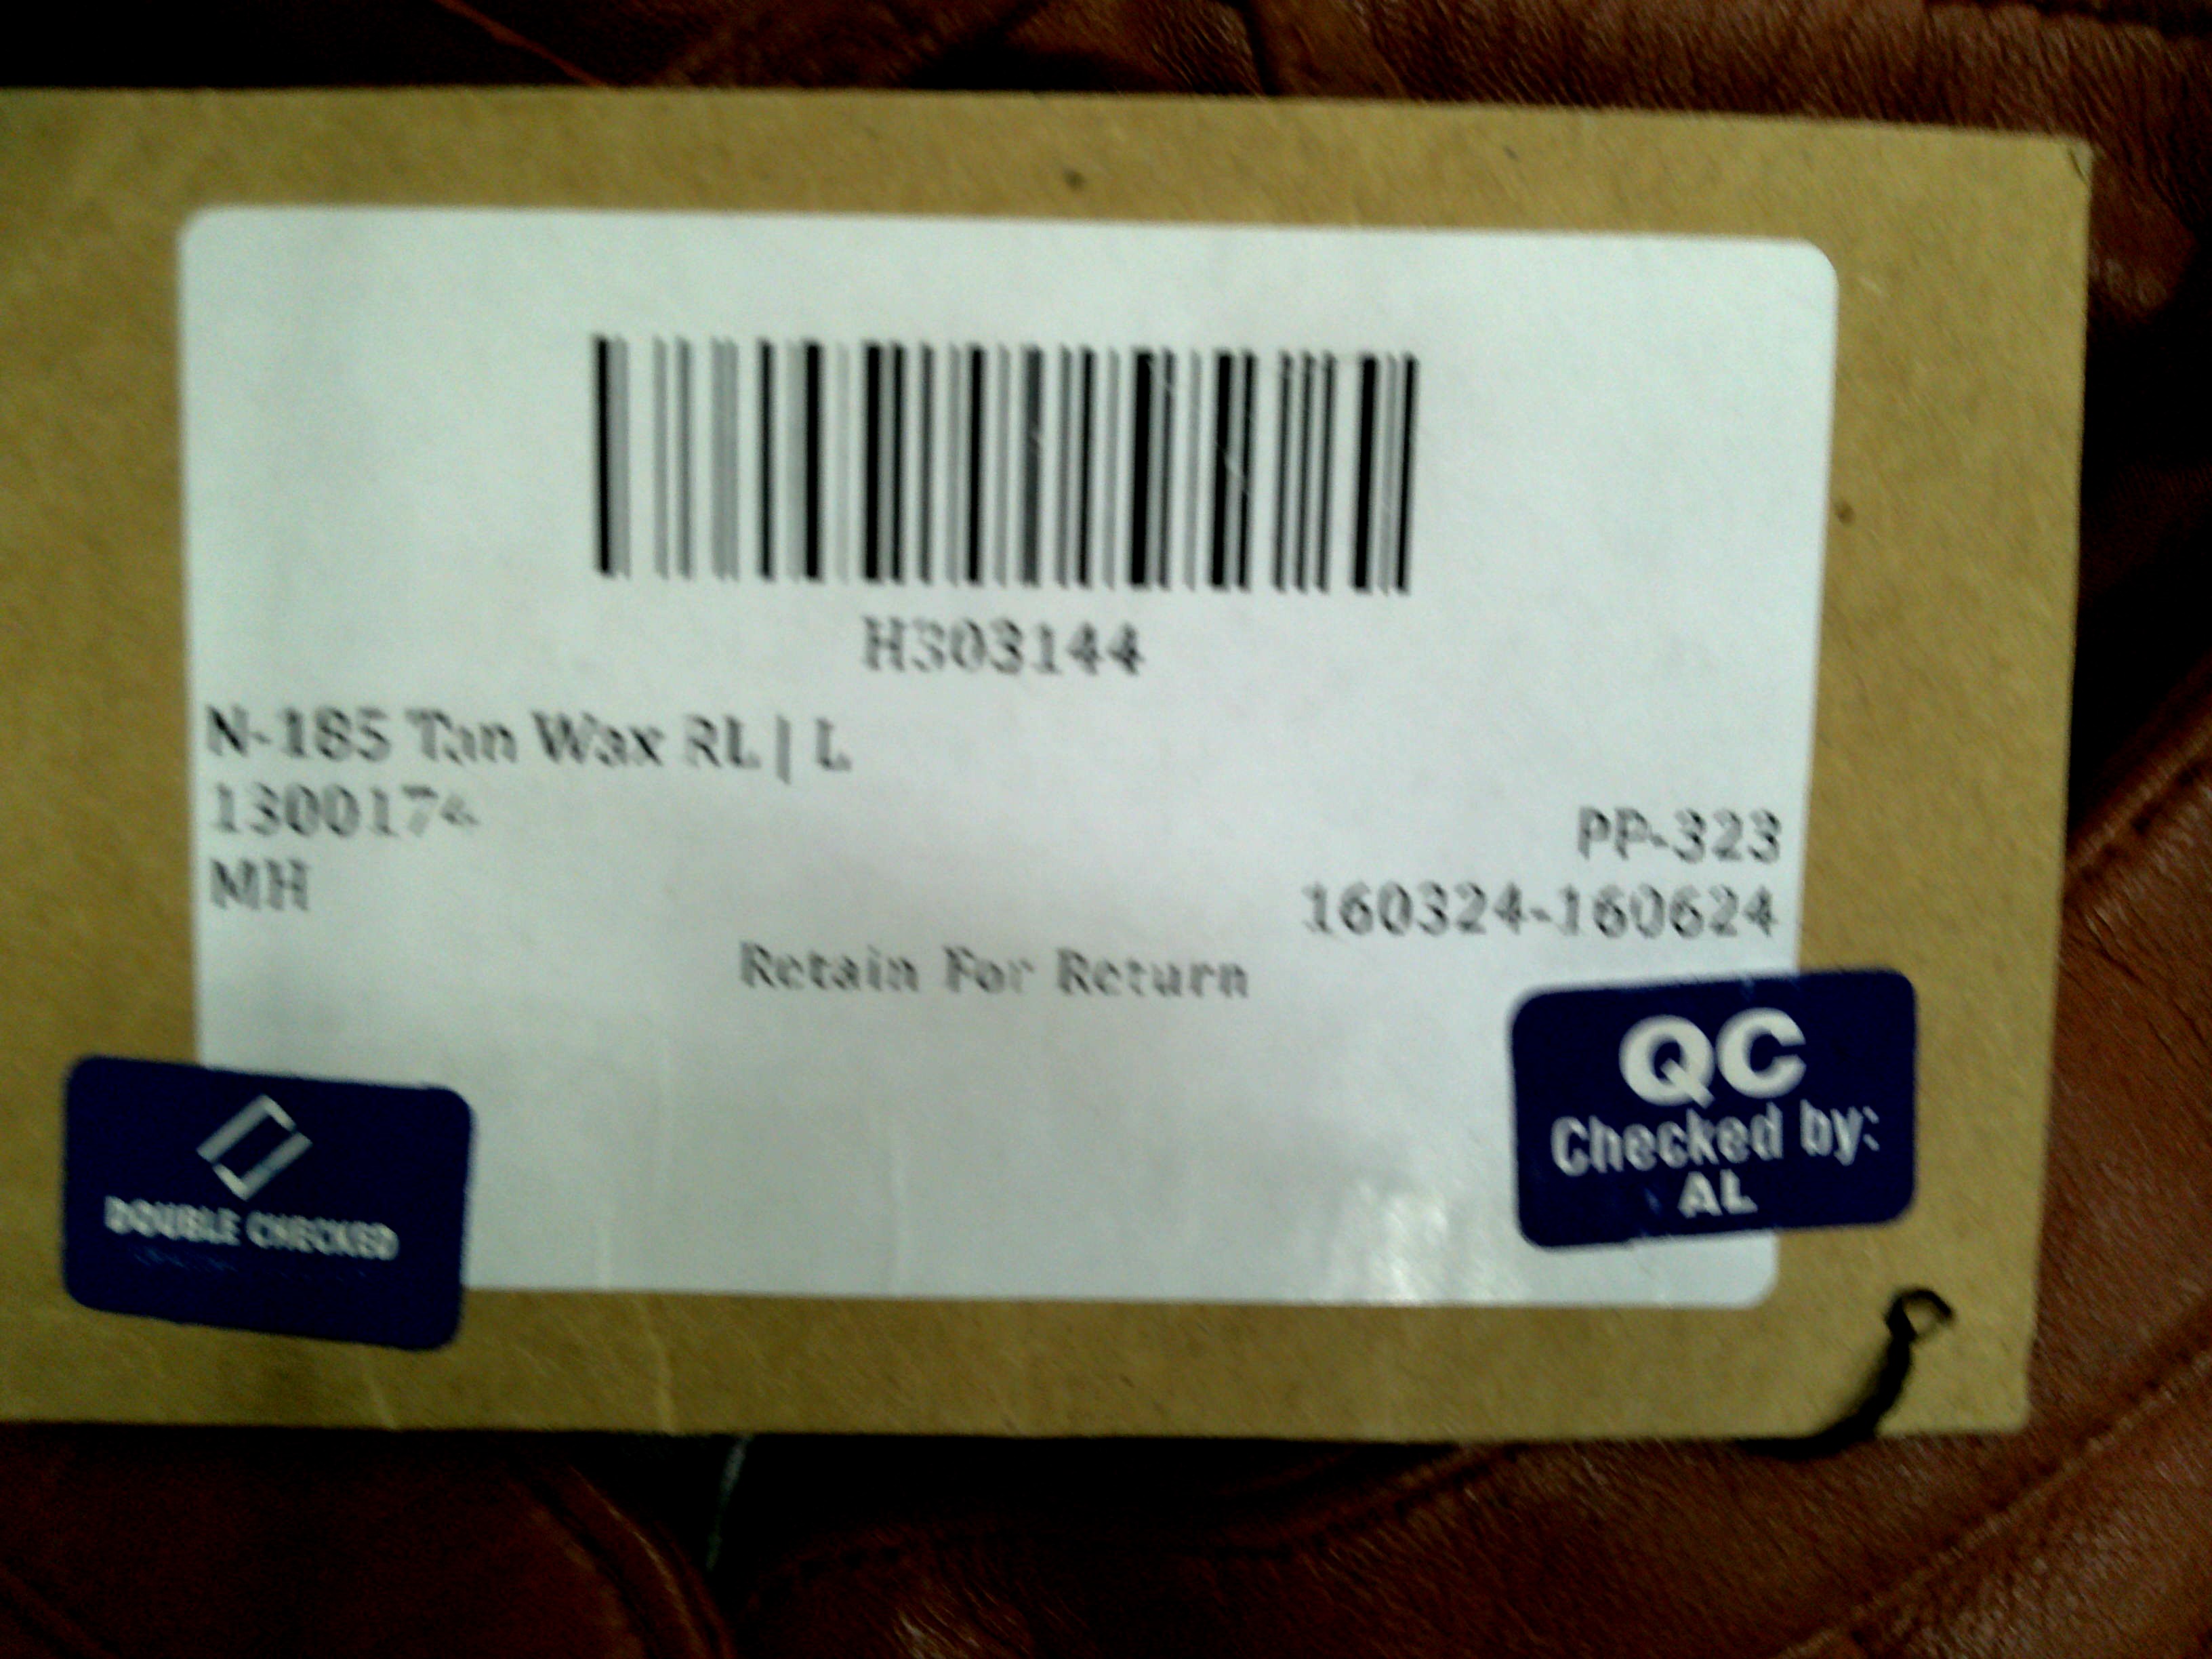 H303144
N-185 Tan Wax RL | L
PP-323
MH
160324-160624
Retain For Return
QC
Checked by:
AL
DOUBLE CHECKED